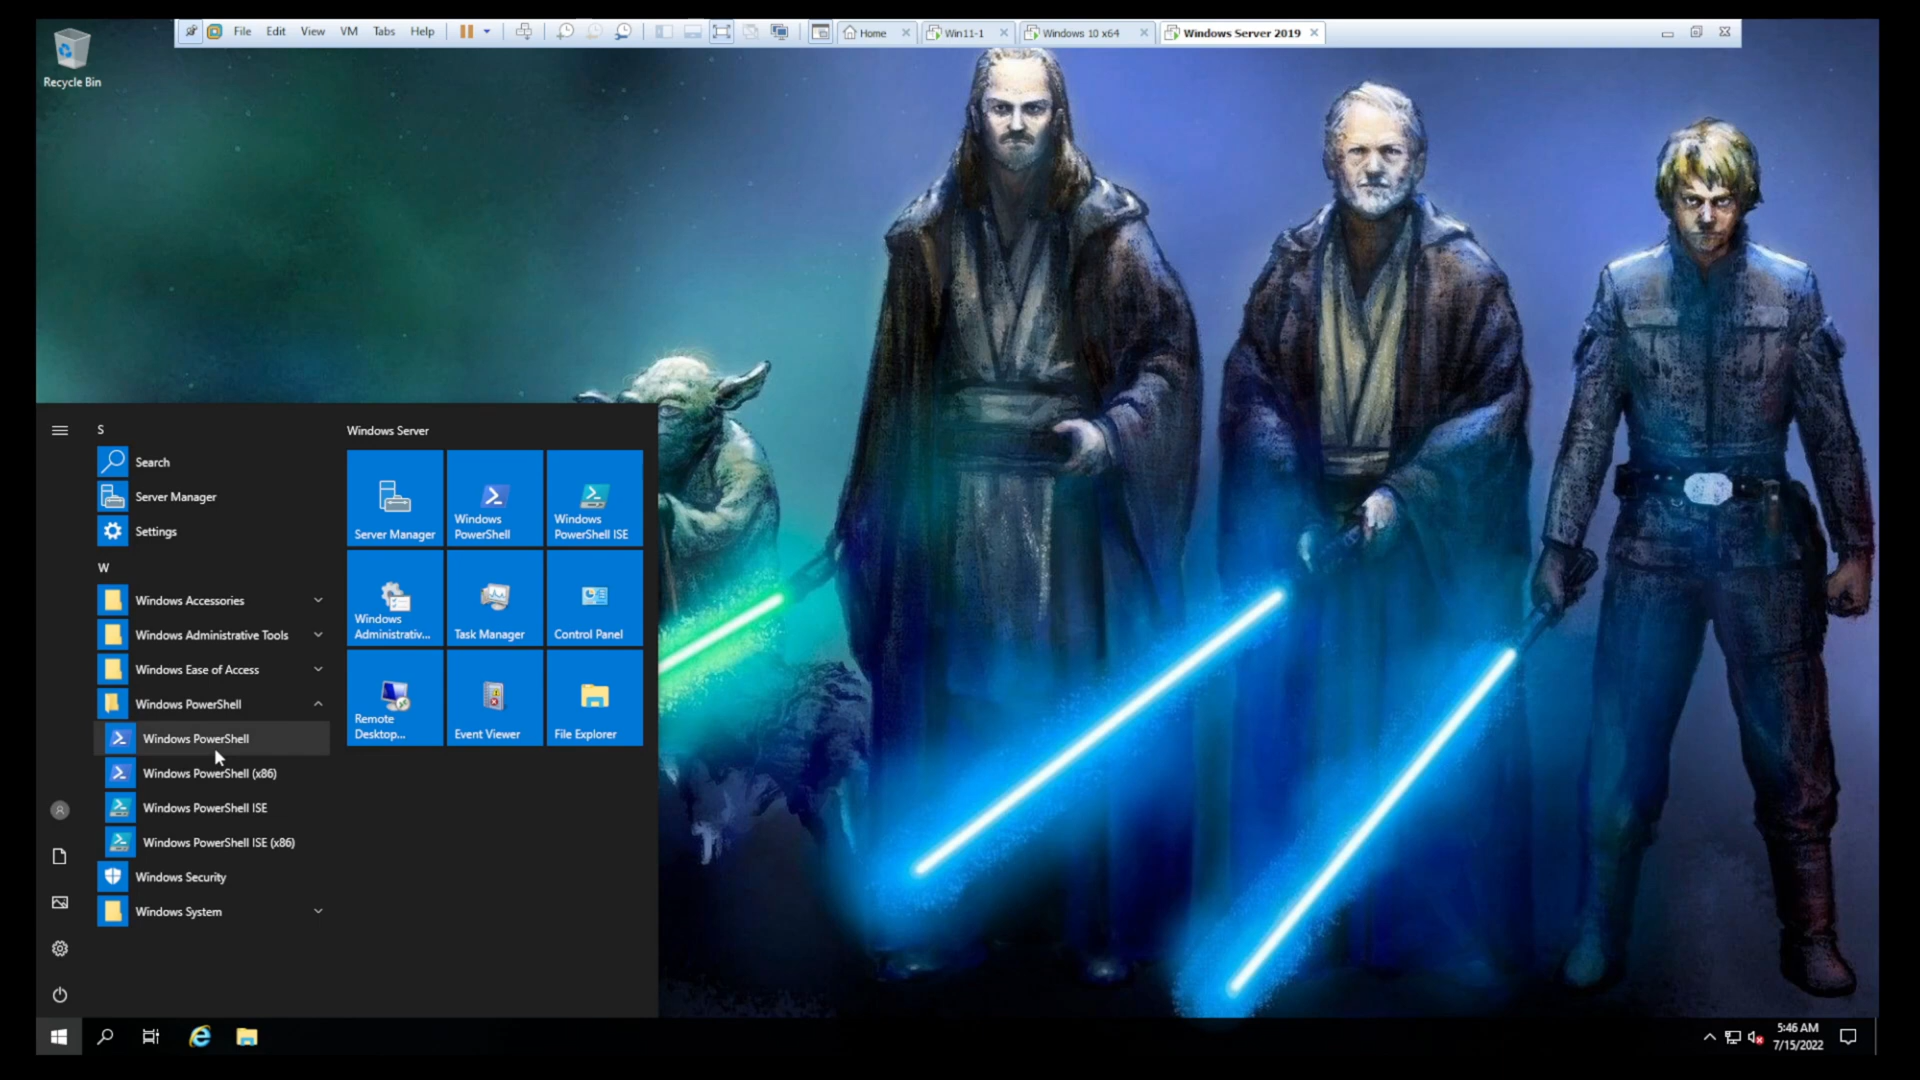 Recycle Bin
File Edit View VM Tabs Help
Home Win11-1 Windows 10 x64 Windows Server 2019
S
Search
Server Manager
Settings
W
Windows Accessories
Windows Administrative Tools
Windows Ease of Access
Windows PowerShell
Windows PowerShell
Windows PowerShell (x86)
Windows PowerShell ISE
Windows PowerShell ISE (x86)
Windows Security
Windows System
Windows Server
Server Manager
Windows
PowerShell
Windows
PowerShell ISE
Windows
Administrativ...
Task Manager
Control Panel
Remote
Desktop...
Event Viewer
File Explorer
5:46 AM
7/15/2022